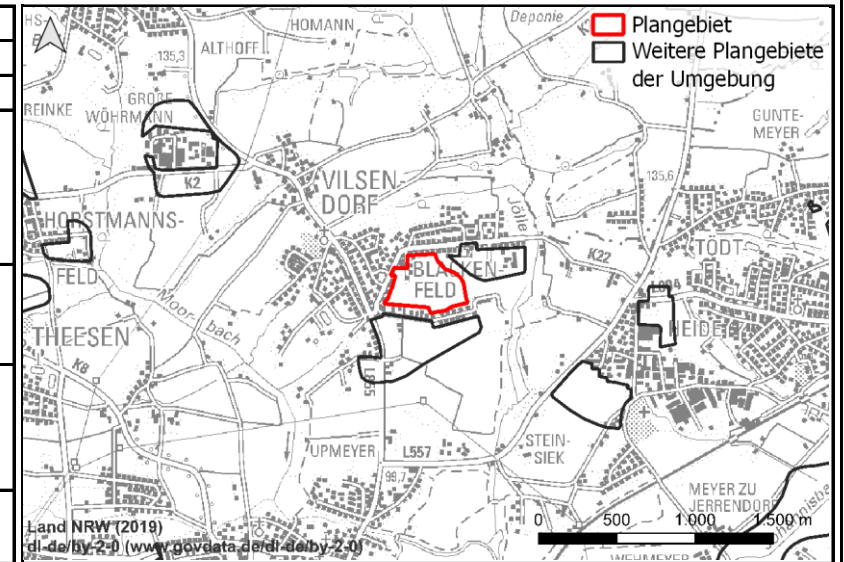 HOMANN
Deponie
Plangebiet
Weitere Plangebiete
der Umgebung
ALTHOFF
135,3
REINKE
GROßE
WÖHRMANN
GUNTE-
MEYER
K2
VILSEN-
DORF
135,6
Jölle
HORSTMANNS-
FELD
K22
TÖDT
BLACKEN-
FELD
HEIDE
Moorbach
THEESEN
K8
L855
UPMEYER
L557
STEIN-
SIEK
99,7
MEYER ZU
JERRENDORF
Land NRW (2019)
dl-de/by-2-0 (www.govdata.de/dl-de/by-2-0)
0 500 1.000 1.500 m
WEHMEYER